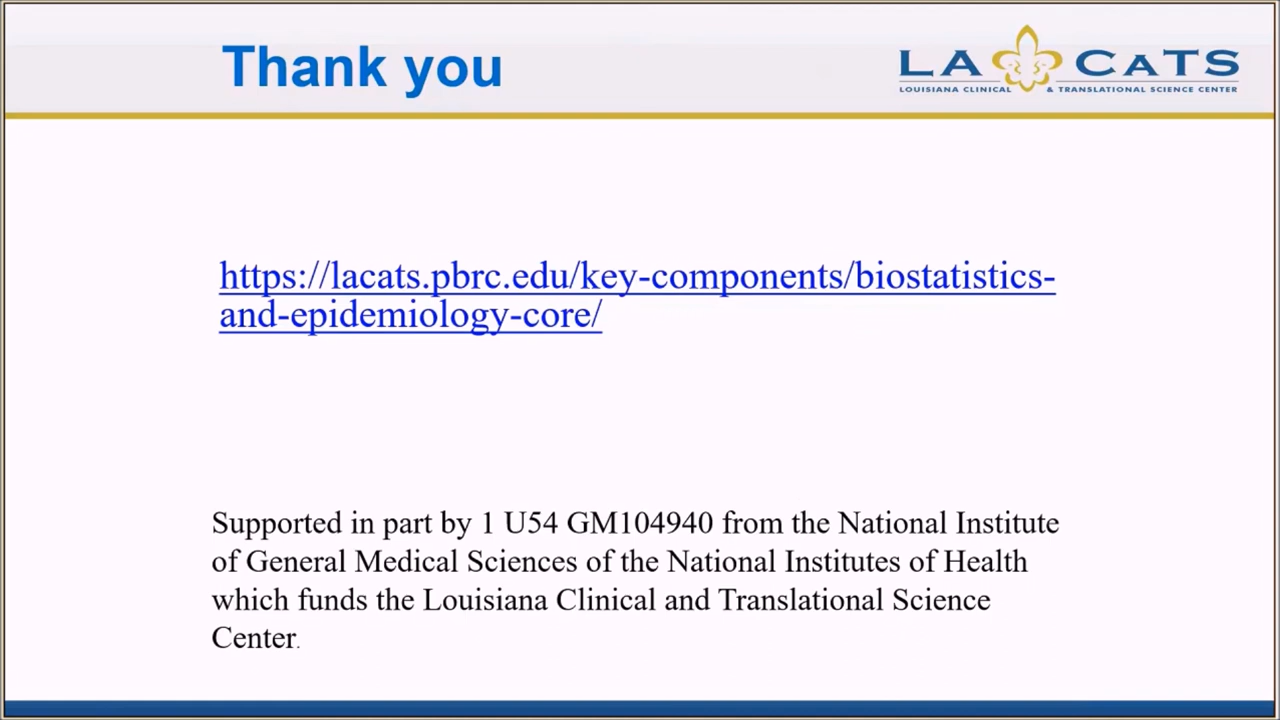 Thank you
LA CATS
LOUISIANA CLINICAL & TRANSLATIONAL SCIENCE CENTER
https://lacats.pbrc.edu/key-components/biostatistics-
and-epidemiology-core/
Supported in part by 1 U54 GM104940 from the National Institute
of General Medical Sciences of the National Institutes of Health
which funds the Louisiana Clinical and Translational Science
Center.